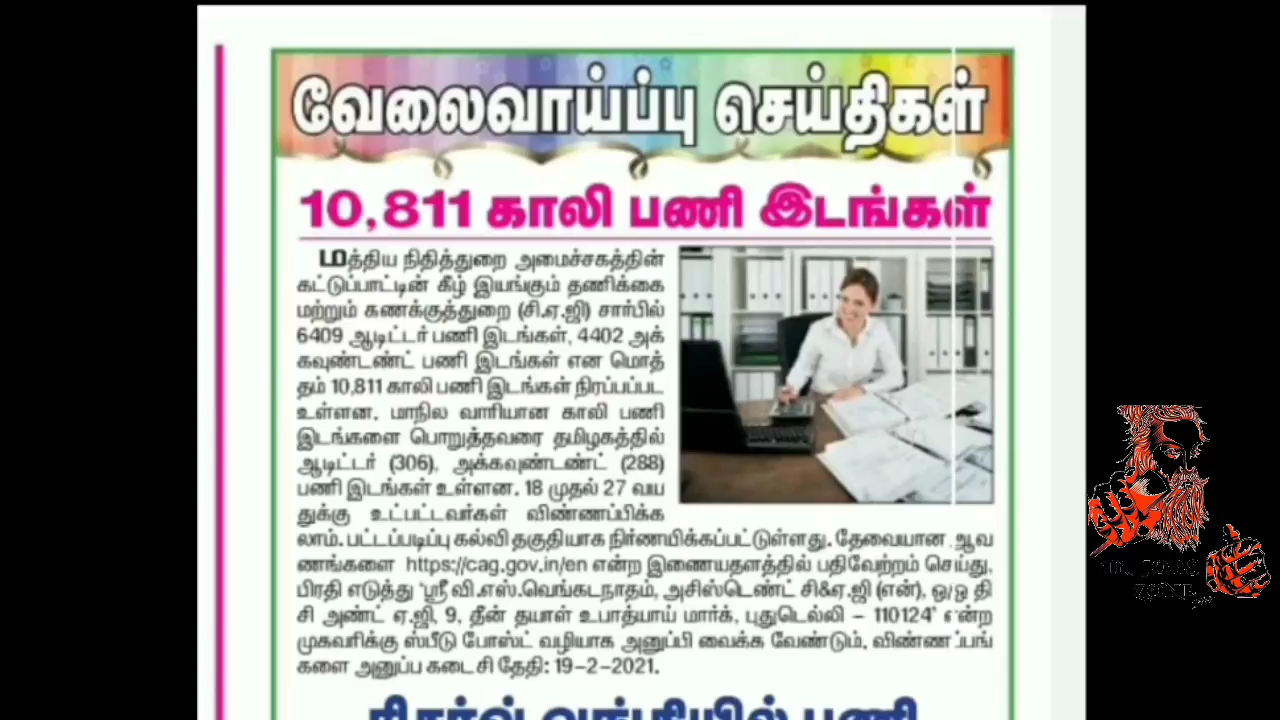 வேலைவாய்ப்பு செய்திகள்
10,811 காலி பணி இடங்கள்
மத்திய நிதித்துறை அமைச்சகத்தின்
கட்டுப்பாட்டின் கீழ் இயங்கும் தணிக்கை
மற்றும் கணக்குத்துறை (சி.ஏ.ஜி) சார்பில்
6409 ஆடிட்டர் பணி இடங்கள், 4402 அக்
கவுண்டண்ட் பணி இடங்கள் என மொத்
தம் 10,811 காலி பணி இடங்கள் நிரப்பப்பட
உள்ளன. மாநில வாரியான காலி பணி
இடங்களை பொறுத்தவரை தமிழகத்தில்
ஆடிட்டர் (306), அக்கவுண்டண்ட் (288)
பணி இடங்கள் உள்ளன. 18 முதல் 27 வய
துக்கு உட்பட்டவர்கள் விண்ணப்பிக்க
லாம். பட்டப்படிப்பு கல்வி தகுதியாக நிர்ணயிக்கப்பட்டுள்ளது. தேவையான ஆவ
ணங்களை https://cag.gov.in/en என்ற இணையதளத்தில் பதிவேற்றம் செய்து,
பிரதி எடுத்து 'ஸ்ரீ வி.எஸ்.வெங்கடநாதம், அசிஸ்டெண்ட் சி&ஏ.ஜி (என்), ஒ/ஒ தி
சி அண்ட் ஏ.ஜி, 9, தீன் தயாள் உபாத்யாய் மார்க், புதுடெல்லி – 110124' என்ற
முகவரிக்கு ஸ்பீடு போஸ்ட் வழியாக அனுப்பி வைக்க வேண்டும். விண்ணப்பங்
களை அனுப்ப கடைசி தேதி: 19-2-2021.
ரிசர்வ் வங்கியில் பணி